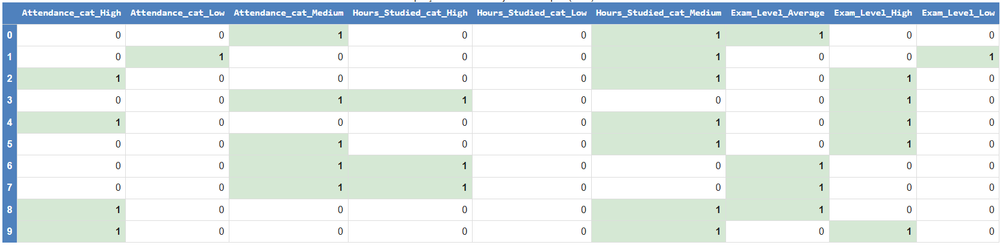 Attendance_cat_High Attendance_cat_Low Attendance_cat_Medium Hours_Studied_cat_High Hours_Studied_cat_Low Hours_Studied_cat_Medium Exam_Level_Average Exam_Level_High Exam_Level_Low
0 0 0 1 0 0 1 1 0 0
1 0 1 0 0 0 1 0 0 1
2 1 0 0 0 0 1 0 1 0
3 0 0 1 1 0 0 0 1 0
4 1 0 0 0 0 1 0 1 0
5 0 0 1 0 0 1 0 1 0
6 0 0 1 1 0 0 1 0 0
7 0 0 1 1 0 0 1 0 0
8 1 0 0 0 0 1 1 0 0
9 1 0 0 0 0 1 0 1 0